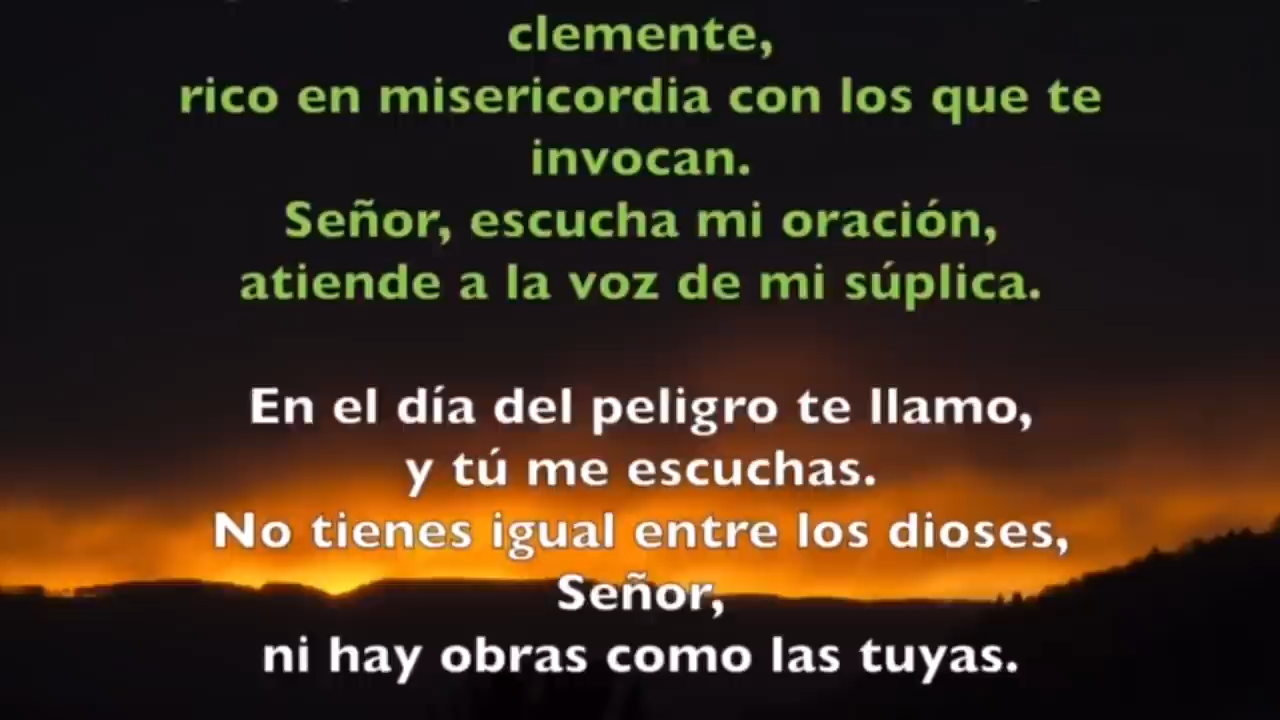 clemente,
rico en misericordia con los que te
invocan.
Señor, escucha mi oración,
atiende a la voz de mi súplica.
En el día del peligro te llamo,
y tú me escuchas.
No tienes igual entre los dioses,
Señor,
ni hay obras como las tuyas.